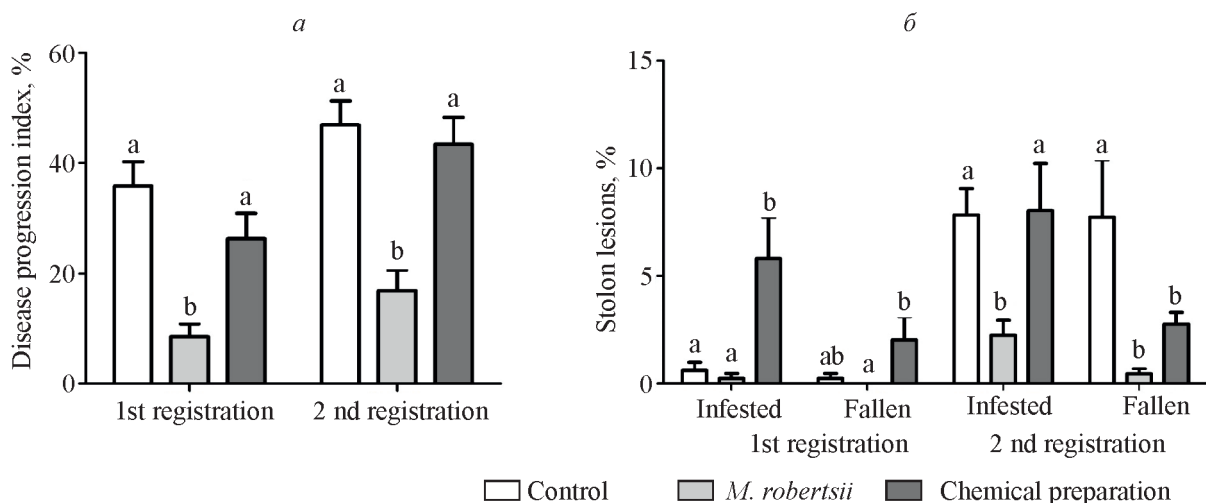 а
Disease progression index, %
60
40
20
0
a
b
a
a
b
a
1st registration
2 nd registration
б
Stolon lesions, %
15
10
5
0
a
a
b
ab
a
b
a
b
a
a
b
b
Infested
Fallen
Infested
Fallen
1st registration
2 nd registration
Control
M. robertsii
Chemical preparation